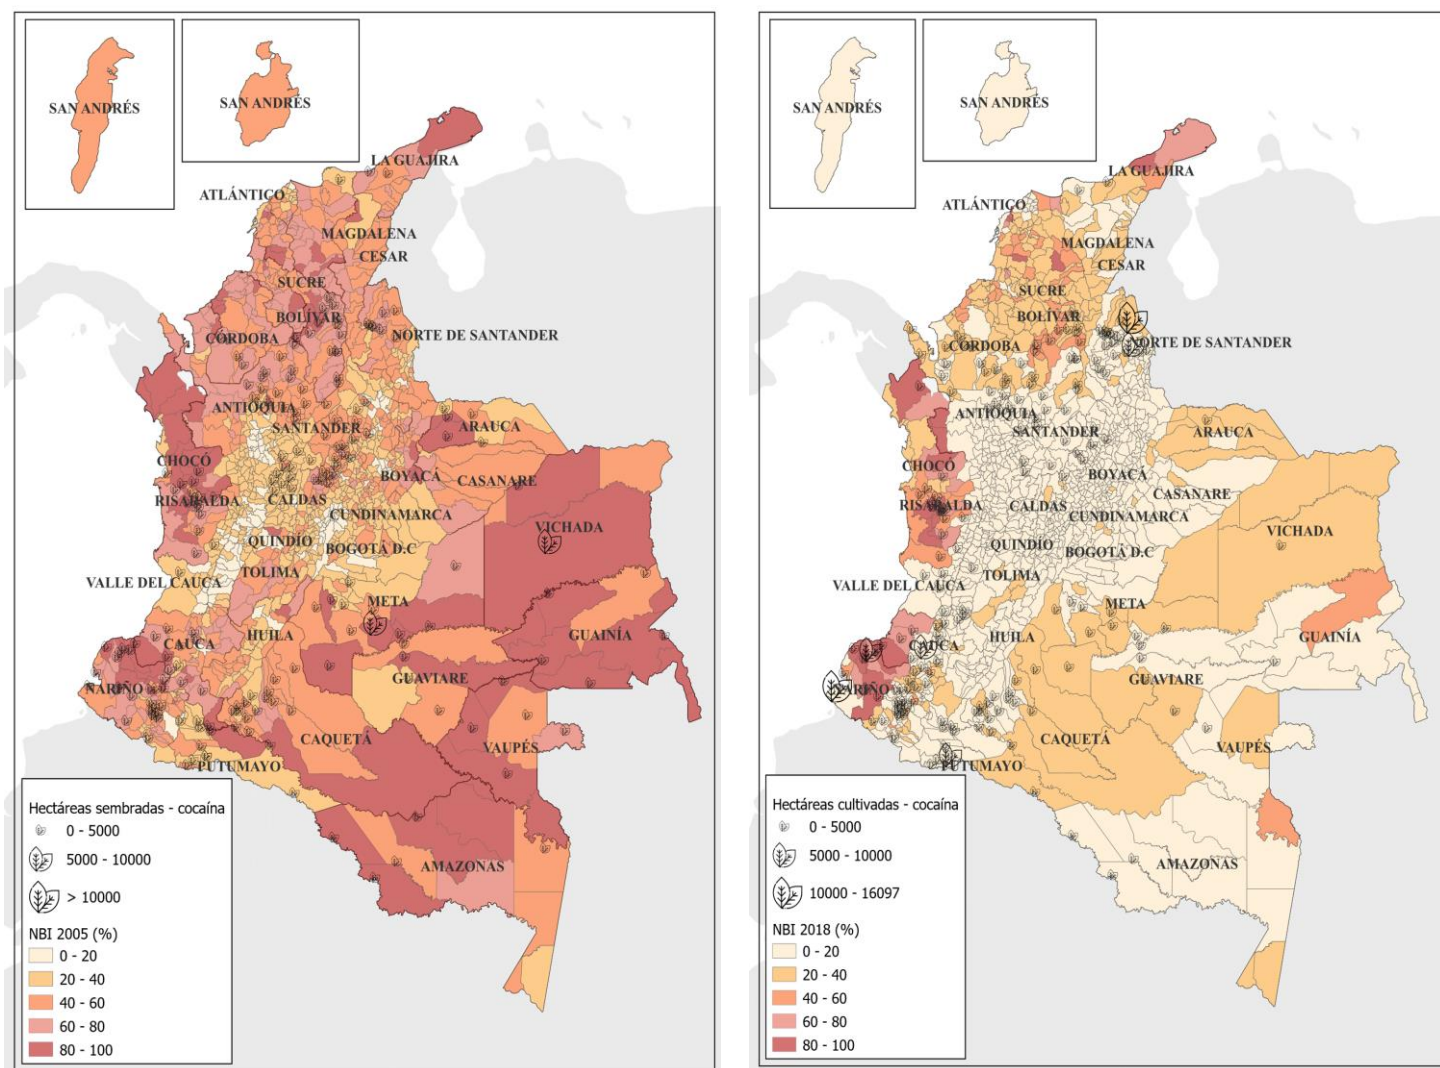 SAN ANDRÉS
SAN ANDRÉS
LA GUAJIRA
ATLÁNTIÇO
MAGDALENA
CESAR
SUCRE
BOLÍVAR
CÓRDOBA
NORTE DE SANTANDER
ANTIOQUIA
SANTANDER
ARAUCA
CHOCÓ
BOYACÁ
CASANARE
RISARALDA
CALDAS
CUNDINAMARCA
VICHADA
QUINDÍO
BOGOTÁ D.C
VALLE DEL CAUCA
TOLIMA
META
CAUCA
HUILA
GUAINÍA
NARIÑO
GUAVIARE
CAQUETÁ
VAUPÉS
PUTUMAYO
AMAZONAS
Hectáreas sembradas - cocaína
0 - 5000
5000 - 10000
> 10000
NBI 2005 (%)
0 - 20
20 - 40
40 - 60
60 - 80
80 - 100
SAN ANDRÉS
SAN ANDRÉS
LA GUAJIRA
ATLÁNTICO
MAGDALENA
CESAR
SUCRE
BOLÍVAR
CÓRDOBA
NORTE DE SANTANDER
ANTIOQUIA
SANTANDER
ARAUCA
CHOCÓ
BOYACÁ
CASANARE
RISARALDA
CALDAS
CUNDINAMARCA
VICHADA
QUINDÍO
BOGOTÁ D.C
VALLE DEL CAUCA
TOLIMA
META
CAUCA
HUILA
GUAINÍA
NARIÑO
GUAVIARE
CAQUETÁ
VAUPÉS
PUTUMAYO
AMAZONAS
Hectáreas cultivadas - cocaína
0 - 5000
5000 - 10000
10000 - 16097
NBI 2018 (%)
0 - 20
20 - 40
40 - 60
60 - 80
80 - 100